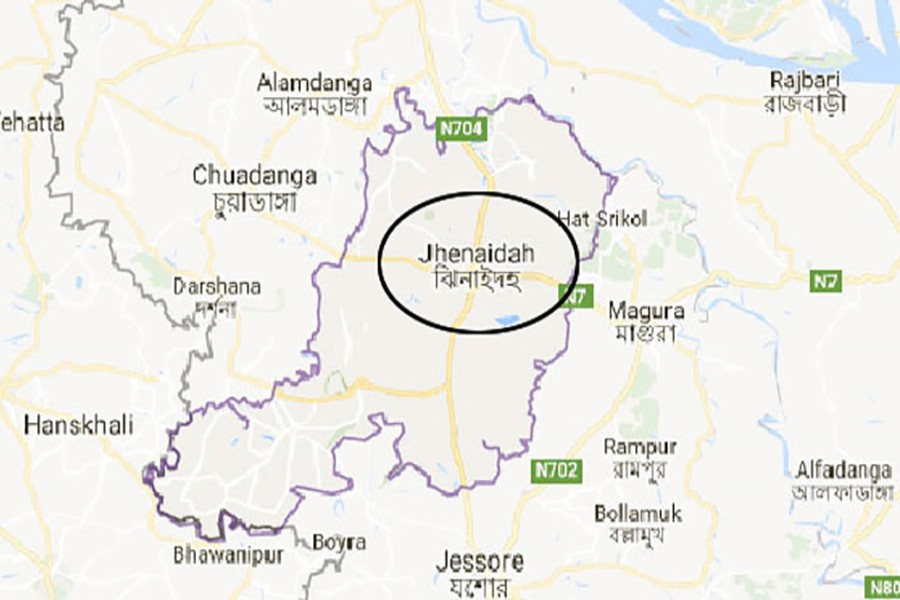 Alamdanga
আলমডাঙ্গা
Rajbari
রাজবাড়ী
ehatta
N704
Chuadanga
চুয়াডাঙ্গা
Hat Srikol
Jhenaidah
ঝিনাইদহ
Darshana
দর্শনা
N7
N7
Magura
মাগুরা
Hanskhali
Rampur
রামপুর
N702
Alfadanga
আলফাডাঙ্গা
Bollamuk
বল্লামুখ
Bhawanipur
Boyra
Jessore
যশোর
N80